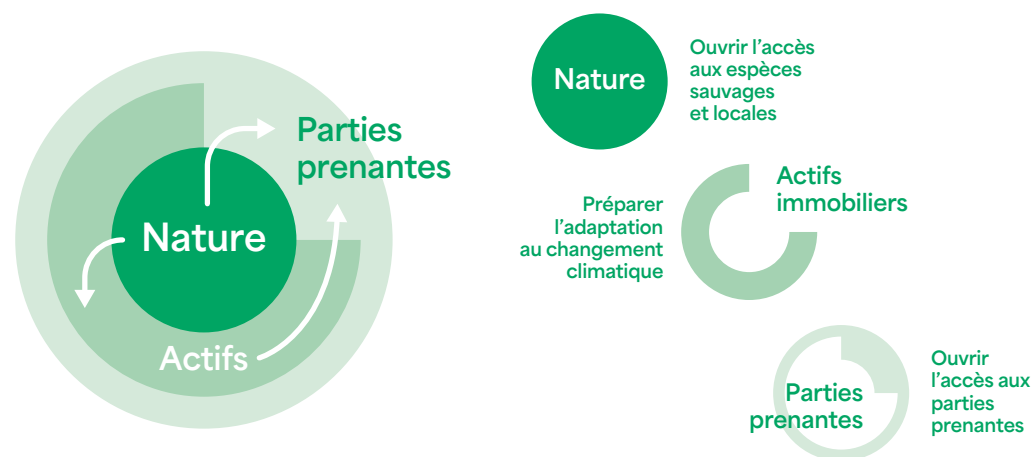 Parties
prenantes
Nature
Actifs
Nature
Ouvrir l’accès
aux espèces
sauvages
et locales
Préparer
l’adaptation
au changement
climatique
Actifs
immobiliers
Parties
prenantes
Ouvrir
l’accès aux
parties
prenantes